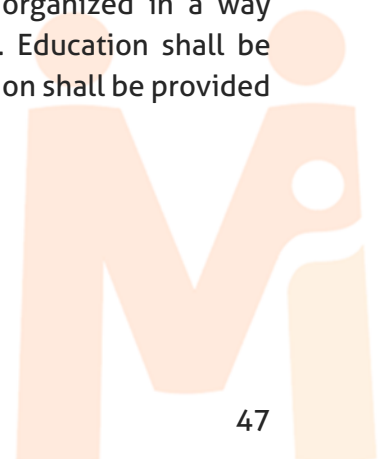 organized in a way
. Education shall be
on shall be provided
47